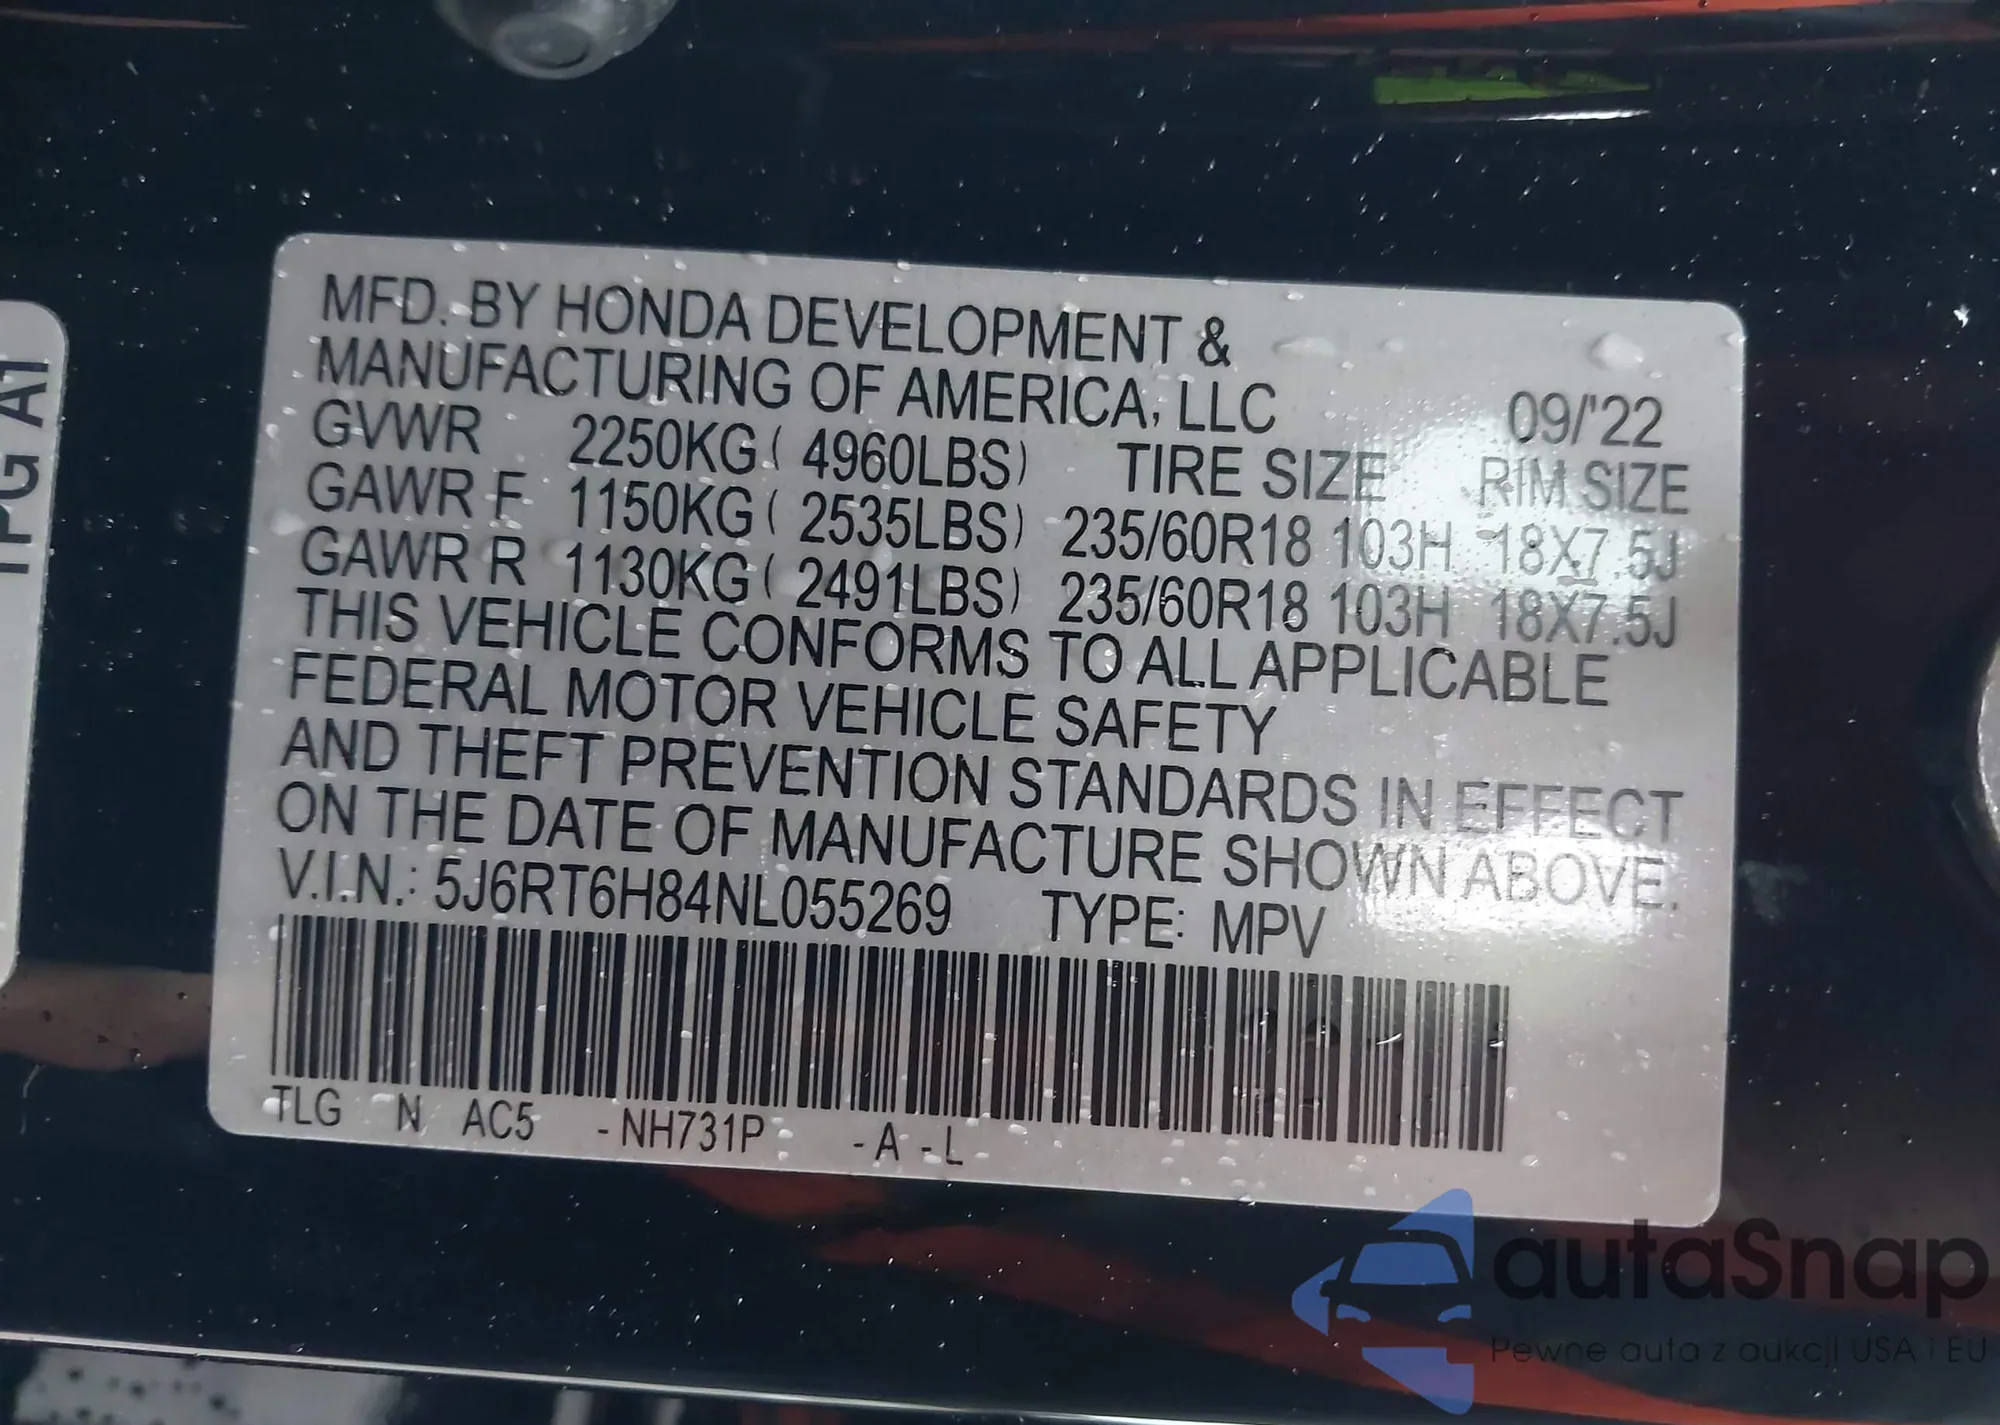 MFD. BY HONDA DEVELOPMENT &
MANUFACTURING OF AMERICA, LLC 09/'22
GVWR 2250KG ( 4960LBS) TIRE SIZE RIM SIZE
GAWR F 1150KG ( 2535LBS) 235/60R18 103H 18X7.5J
GAWR R 1130KG ( 2491LBS) 235/60R18 103H 18X7.5J
THIS VEHICLE CONFORMS TO ALL APPLICABLE
FEDERAL MOTOR VEHICLE SAFETY
AND THEFT PREVENTION STANDARDS IN EFFECT
ON THE DATE OF MANUFACTURE SHOWN ABOVE.
V.I.N.: 5J6RT6H84NL055269 TYPE: MPV
TLG N AC5 -NH731P -A -L
TPG A1
autaSnap
Pewne auta z aukcji USA i EU